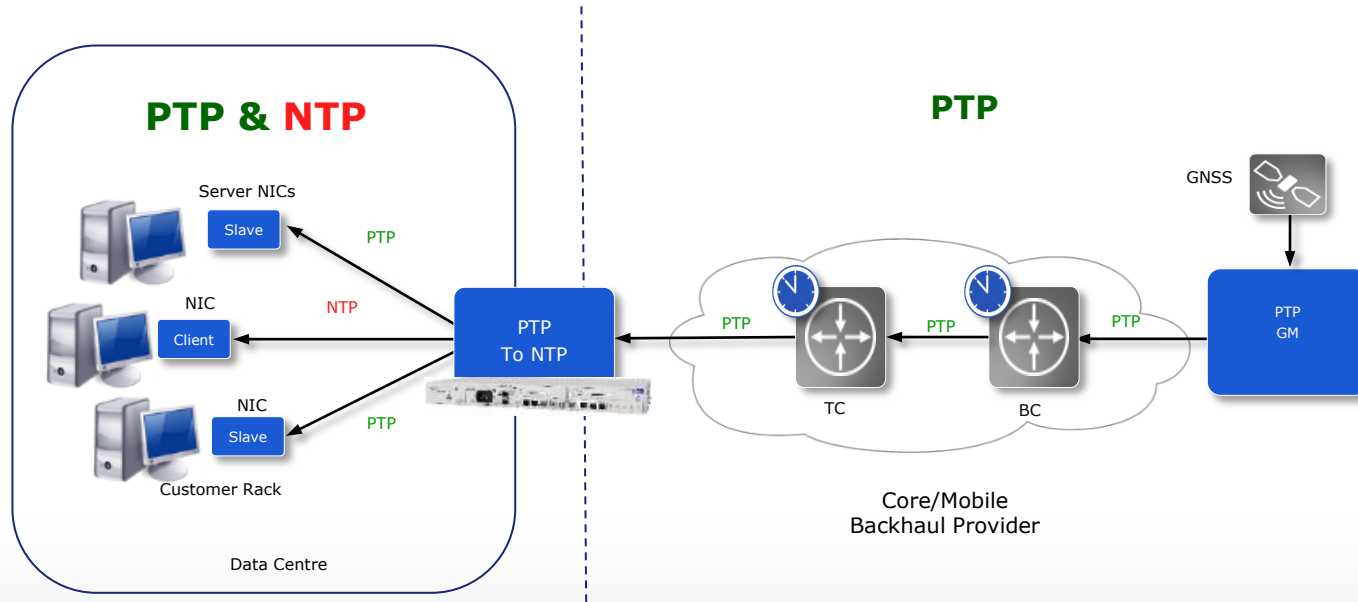 PTP & NTP
Server NICs
Slave
PTP
NIC
Client
NTP
NIC
Slave
PTP
Customer Rack
Data Centre
PTP
To NTP
PTP
GNSS
PTP
GM
PTP
TC
PTP
BC
PTP
Core/Mobile
Backhaul Provider